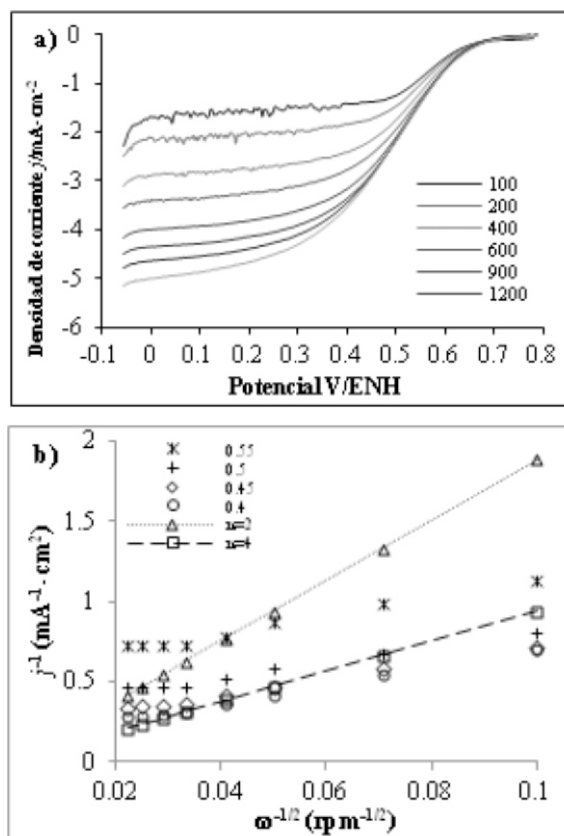 a)
0
-1
-2
-3
-4
-5
-6
Densidad de corriente j/mA·cm-2
100
200
400
600
900
1200
-0.1 0 0.1 0.2 0.3 0.4 0.5 0.6 0.7 0.8
Potencial V/ENH
b)
2
1.5
1
0.5
0
j-1 (mA-1·cm2)
0.55
0.5
0.45
0.4
n=2
n=4
0.02 0.04 0.06 0.08 0.1
ω-1/2 (rpm-1/2)